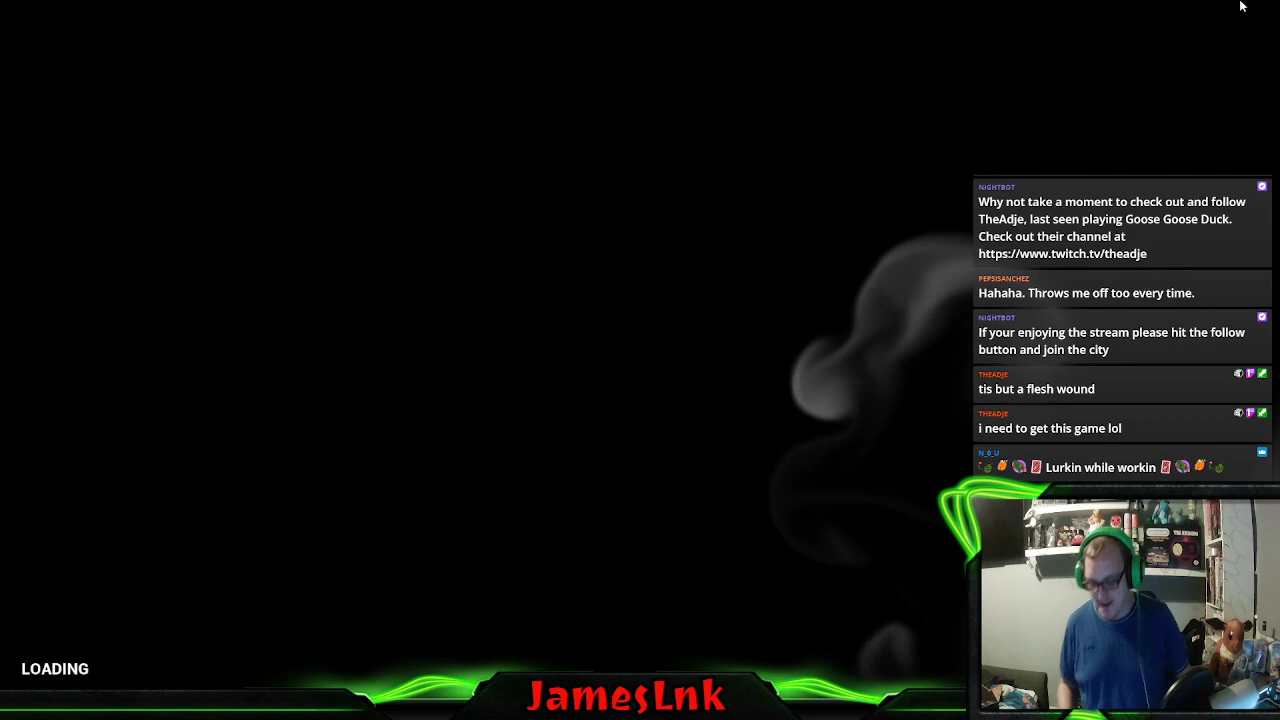 NIGHTBOT
Why not take a moment to check out and follow
TheAdje, last seen playing Goose Goose Duck.
Check out their channel at
https://www.twitch.tv/theadje
PEPSISANCHEZ
Hahaha. Throws me off too every time.
NIGHTBOT
If your enjoying the stream please hit the follow
button and join the city
THEADJE
tis but a flesh wound
THEADJE
i need to get this game lol
N_0_U
Lurkin while workin
LOADING
JamesLnk